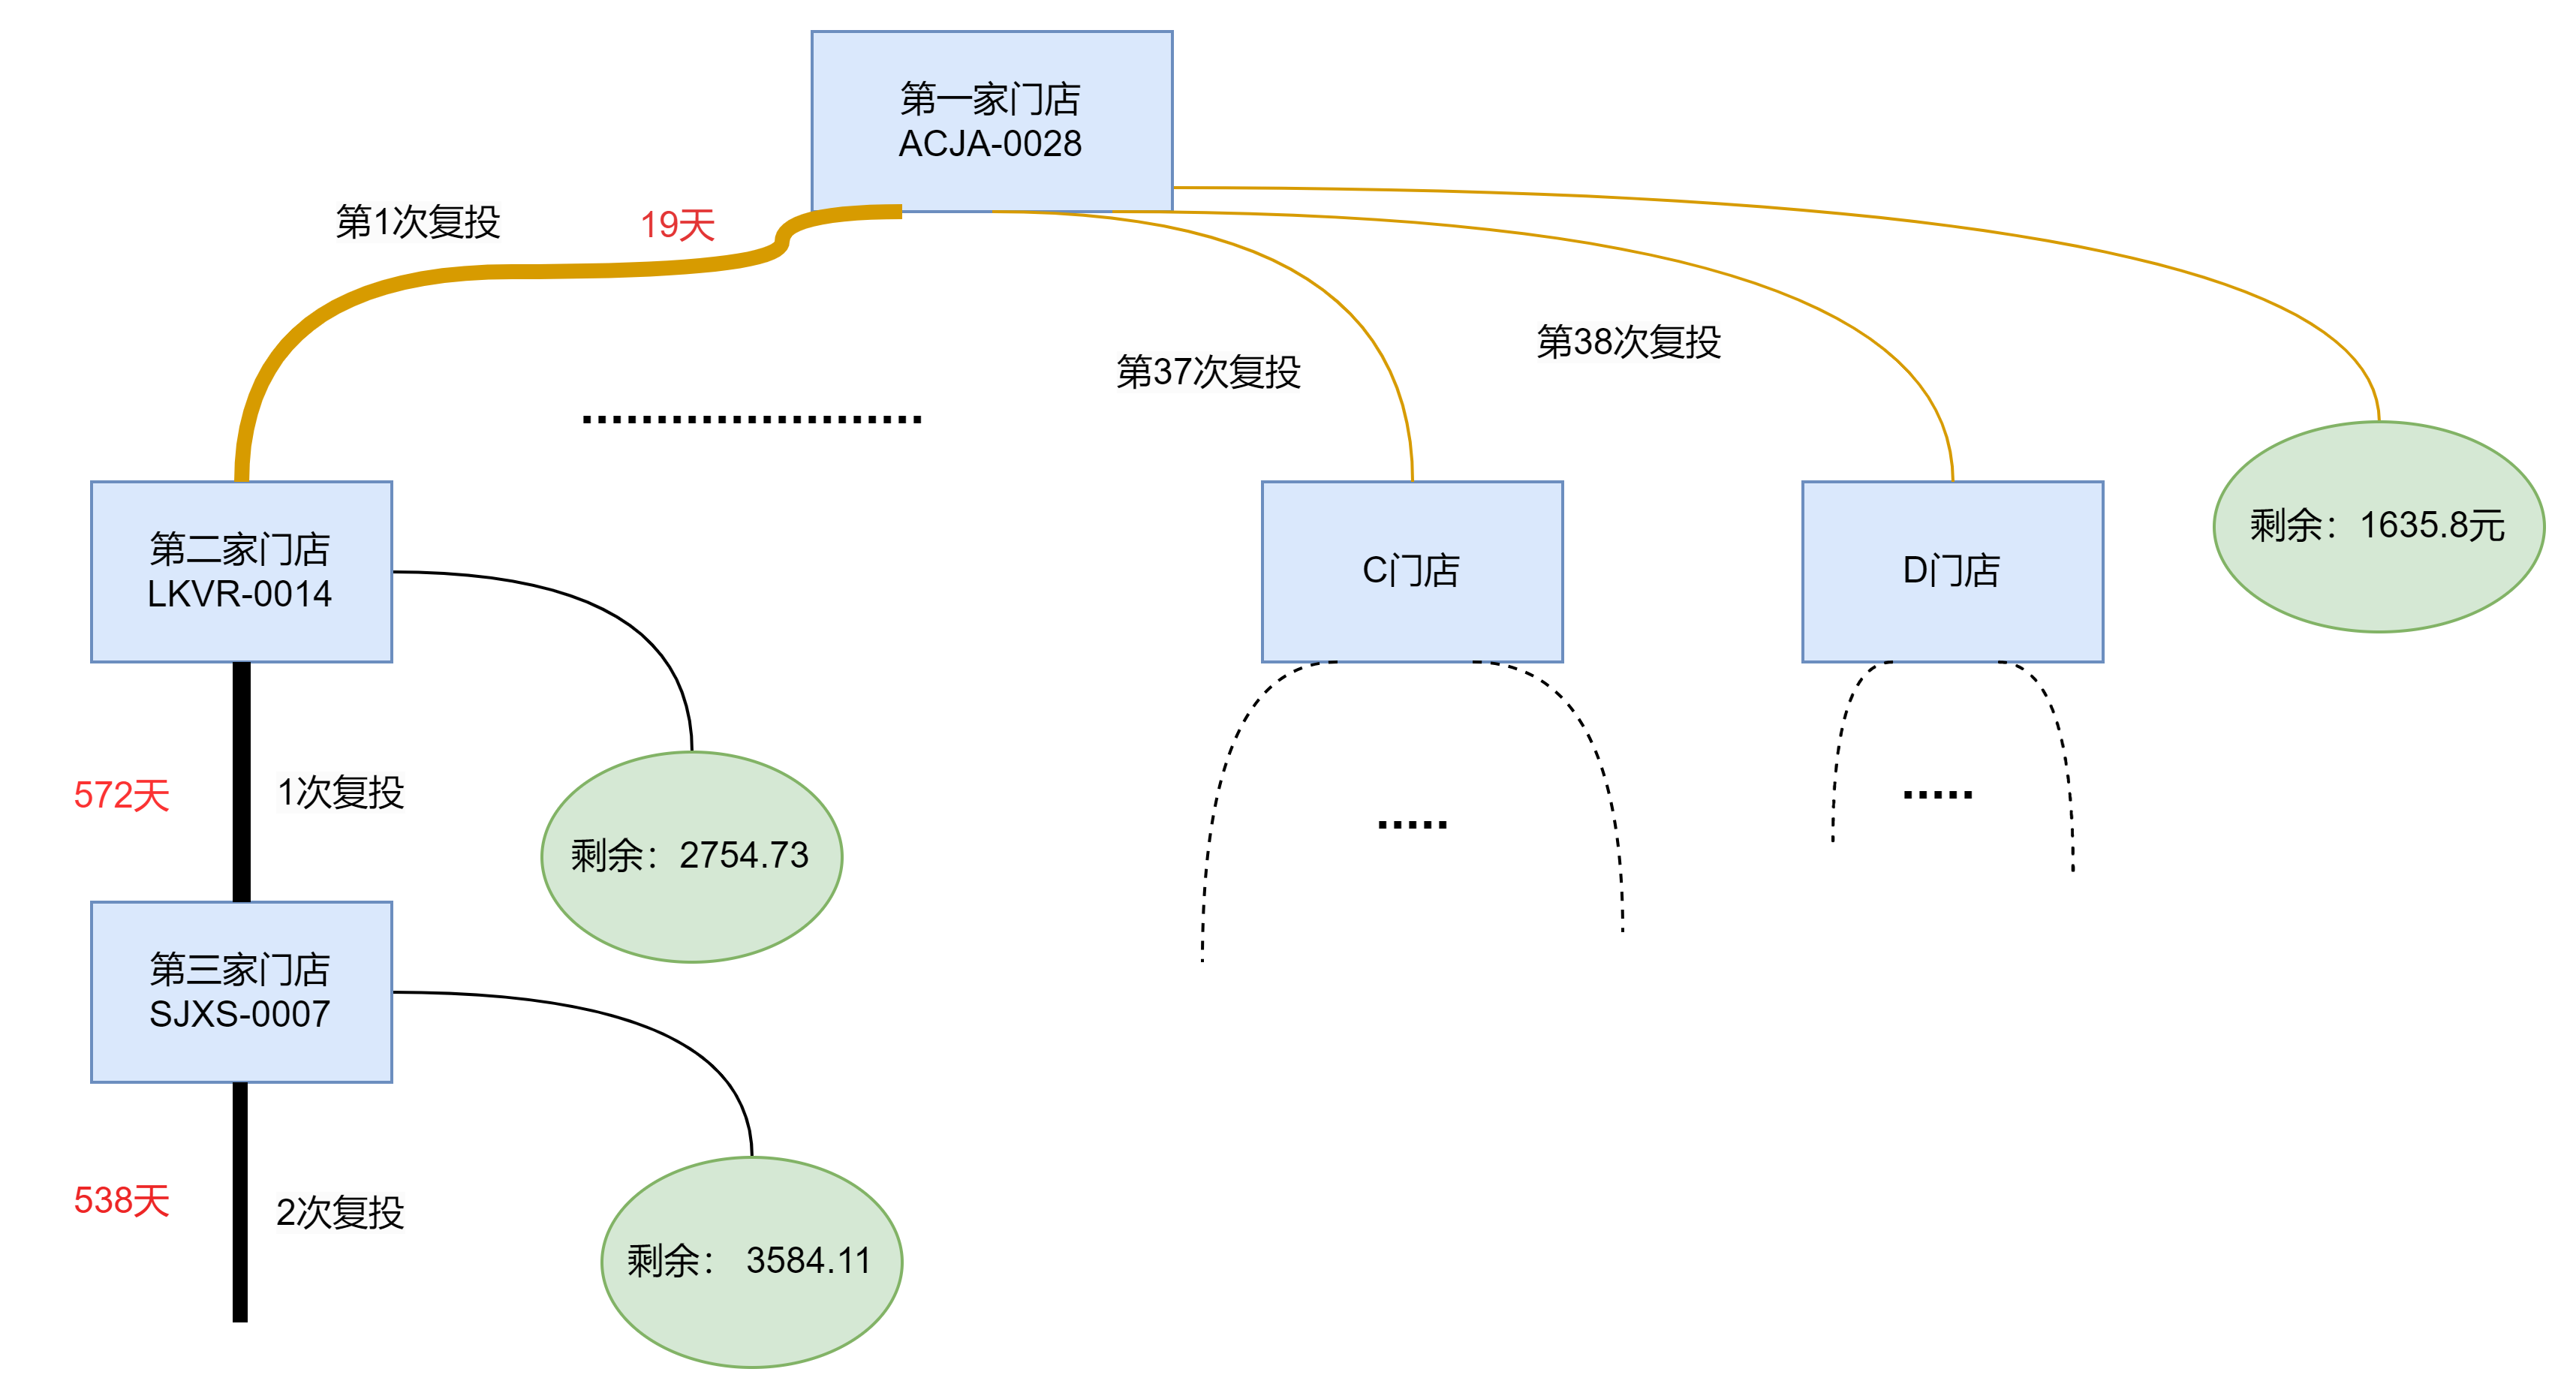 第一家门店
ACJA-0028
第1次复投
19天
第37次复投
第38次复投
第二家门店
LKVR-0014
C门店
D门店
剩余：1635.8元
572天
1次复投
剩余：2754.73
第三家门店
SJXS-0007
538天
2次复投
剩余： 3584.11